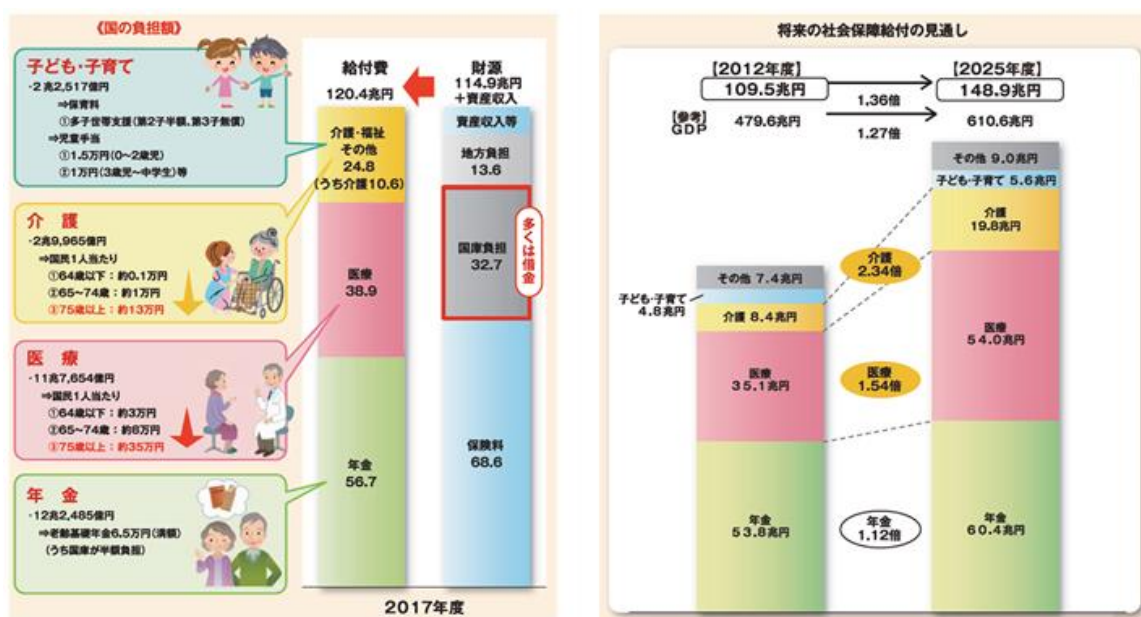 《国の負担額》
子ども・子育て
・2兆2,517億円
⇒保育料
①多子世帯支援(第2子半額、第3子無償)
⇒児童手当
①1.5万円(0~2歳児)
②1万円(3歳児~中学生)等
介 護
・2兆9,965億円
⇒国民1人当たり
①64歳以下:約0.1万円
②65~74歳:約1万円
③75歳以上:約13万円
医 療
・11兆7,654億円
⇒国民1人当たり
①64歳以下:約3万円
②65~74歳:約8万円
③75歳以上:約35万円
年 金
・12兆2,485億円
⇒老齢基礎年金6.5万円(満額)
(うち国庫が半額負担)
給付費
120.4兆円
介護・福祉
その他
24.8
(うち介護10.6)
医療
38.9
年金
56.7
財源
114.9兆円
+資産収入
資産収入等
地方負担
13.6
国庫負担
32.7
多くは借金
保険料
68.6
2017年度
将来の社会保障給付の見通し
【2012年度】
109.5兆円
1.36倍
【2025年度】
148.9兆円
【参考】
GDP
479.6兆円
1.27倍
610.6兆円
その他 7.4兆円
子ども・子育て
4.8兆円
介護 8.4兆円
医療
35.1兆円
年金
53.8兆円
介護
2.34倍
医療
1.54倍
年金
1.12倍
その他 9.0兆円
子ども・子育て 5.6兆円
介護
19.8兆円
医療
54.0兆円
年金
60.4兆円